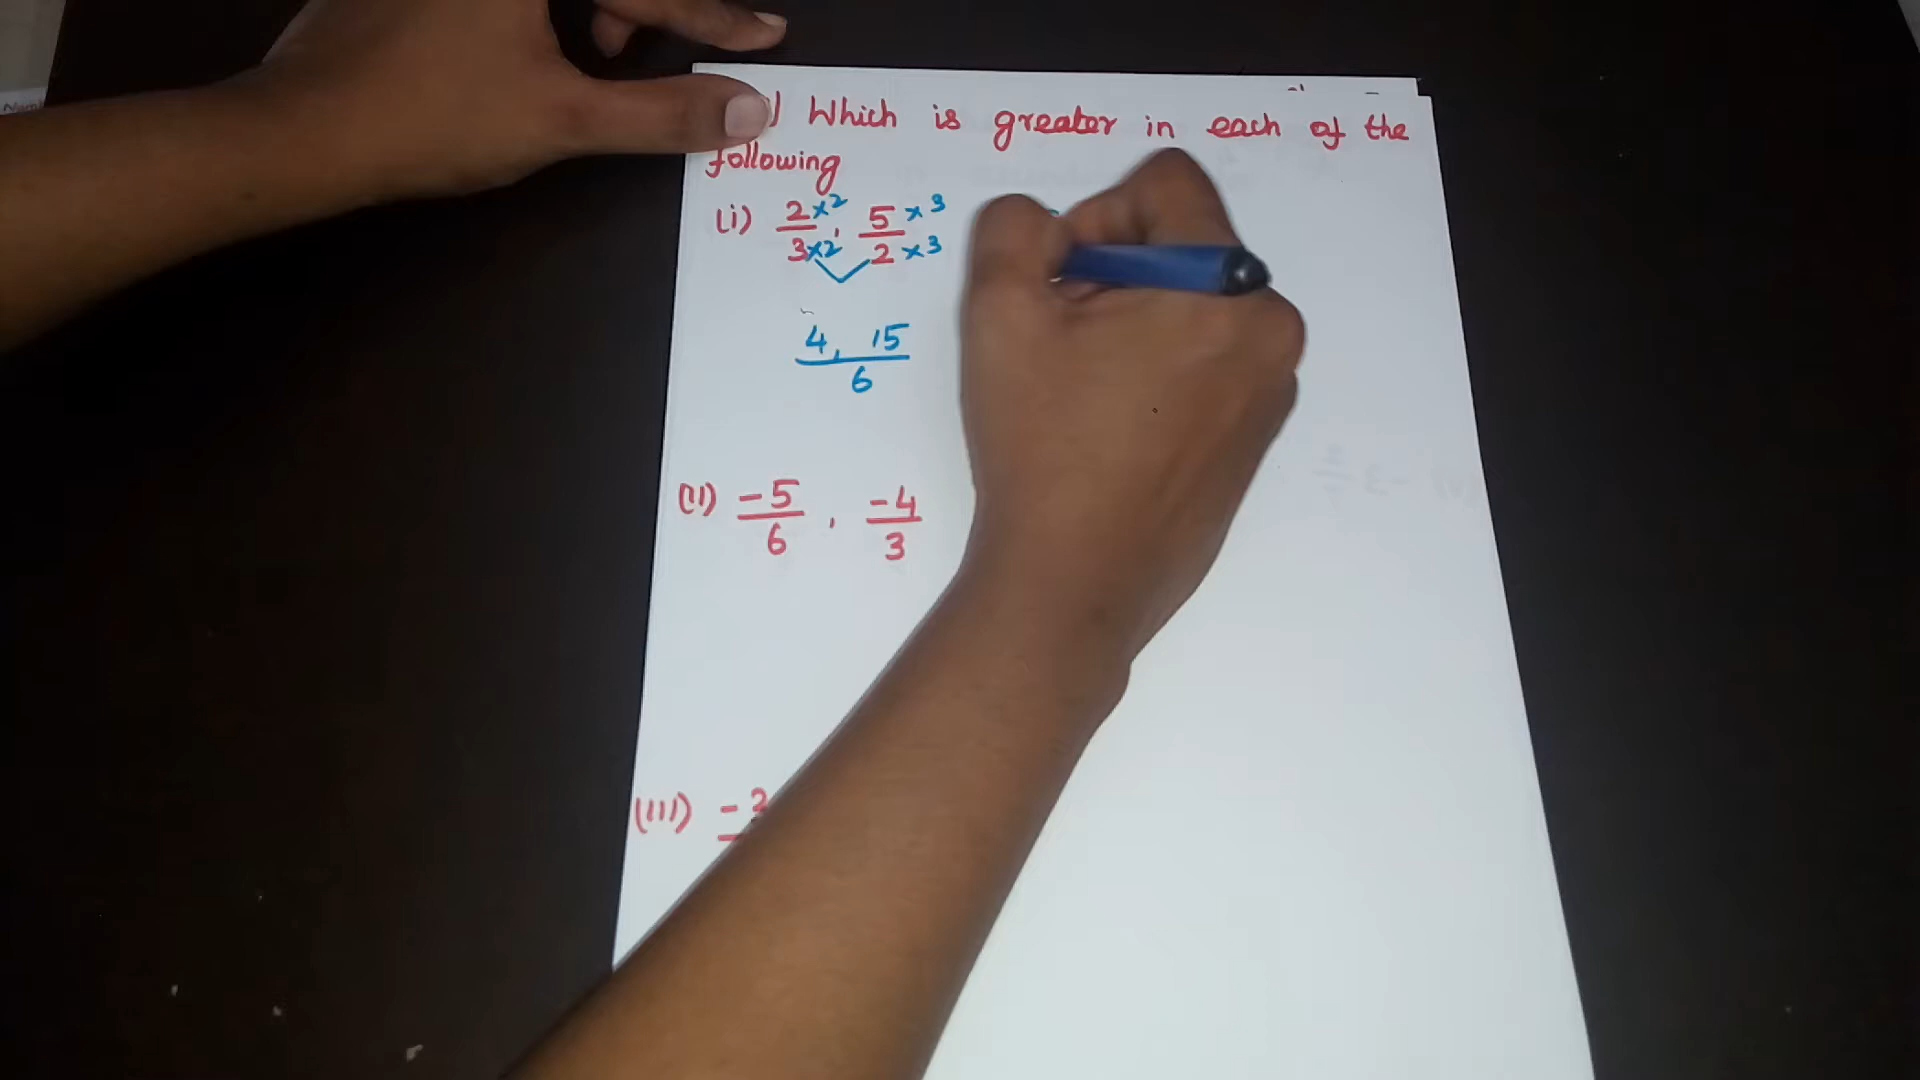 ) Which is greater in each of the
following
(i) 2×2/3×2 , 5×3/2×3
4, 15/6
(ii) -5/6 , -4/3
(iii) -3